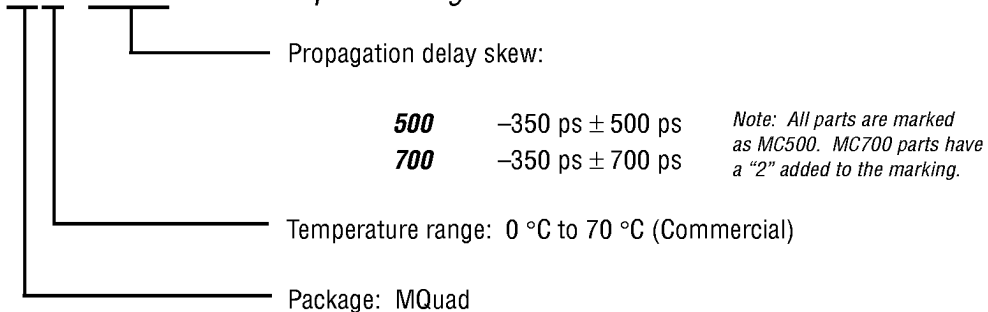 Propagation delay skew:
500 –350 ps ± 500 ps
700 –350 ps ± 700 ps
Note: All parts are marked
as MC500. MC700 parts have
a “2” added to the marking.
Temperature range: 0 °C to 70 °C (Commercial)
Package: MQuad